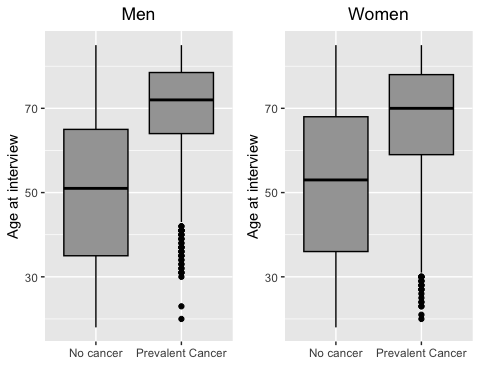 Men
Women
Age at interview
70
50
30
No cancer
Prevalent Cancer
Age at interview
70
50
30
No cancer
Prevalent Cancer